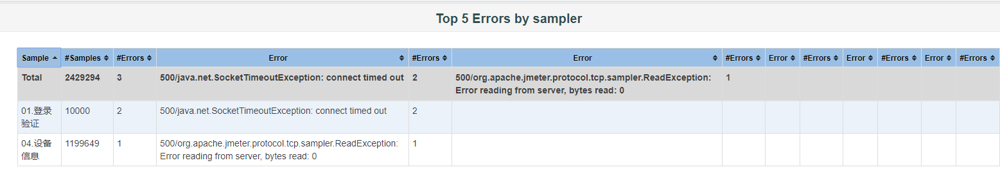 Top 5 Errors by sampler
Sample #Samples #Errors Error #Errors Error #Errors Error #Errors Error #Errors Error #Errors
Total 2429294 3 500/java.net.SocketTimeoutException: connect timed out 2 500/org.apache.jmeter.protocol.tcp.sampler.ReadException: 1
Error reading from server, bytes read: 0
01.登录 10000 2 500/java.net.SocketTimeoutException: connect timed out 2
验证
04.设备 1199649 1 500/org.apache.jmeter.protocol.tcp.sampler.ReadException: 1
信息 Error reading from server, bytes read: 0